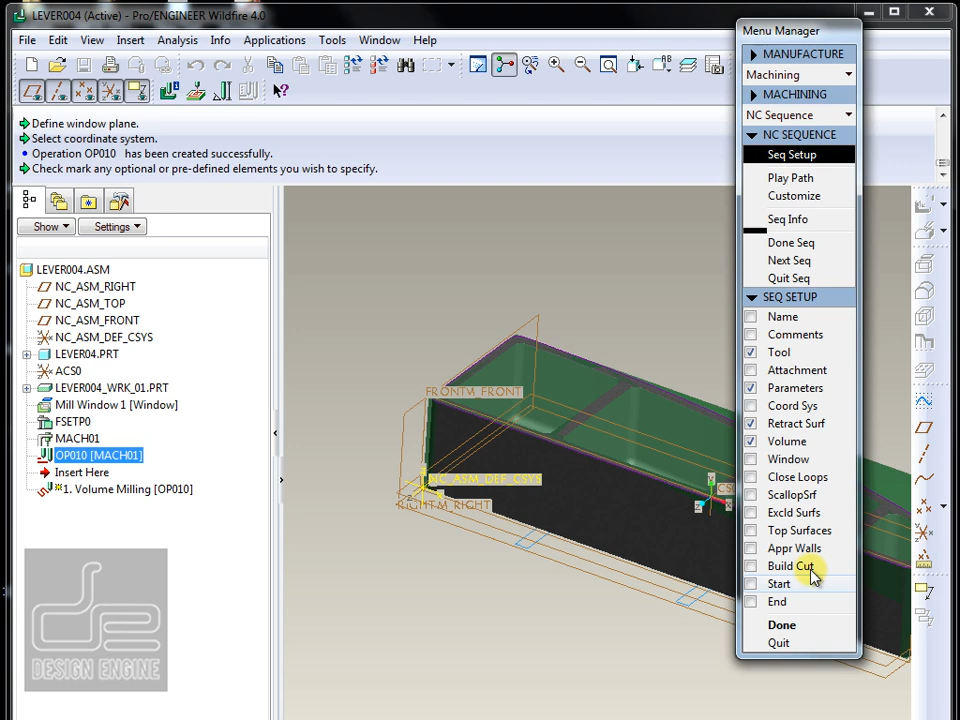 LEVER004 (Active) - Pro/ENGINEER Wildfire 4.0
File Edit View Insert Analysis Info Applications Tools Window Help
Define window plane.
Select coordinate system.
Operation OP010 has been created successfully.
Check mark any optional or pre-defined elements you wish to specify.
Show Settings
LEVER004.ASM
NC_ASM_RIGHT
NC_ASM_TOP
NC_ASM_FRONT
NC_ASM_DEF_CSYS
LEVER04.PRT
ACS0
LEVER004_WRK_01.PRT
Mill Window 1 [Window]
FSETP0
MACH01
OP010 [MACH01]
Insert Here
1. Volume Milling [OP010]
DESIGN ENGINE
FRONTM_FRONT
NC_ASM_DEF_CSYS
RIGHTM_RIGHT
Menu Manager
MANUFACTURE
Machining
MACHINING
NC Sequence
NC SEQUENCE
Seq Setup
Play Path
Customize
Seq Info
Done Seq
Next Seq
Quit Seq
SEQ SETUP
Name
Comments
Tool
Attachment
Parameters
Coord Sys
Retract Surf
Volume
Window
Close Loops
ScallopSrf
Excld Surfs
Top Surfaces
Appr Walls
Build Cut
Start
End
Done
Quit